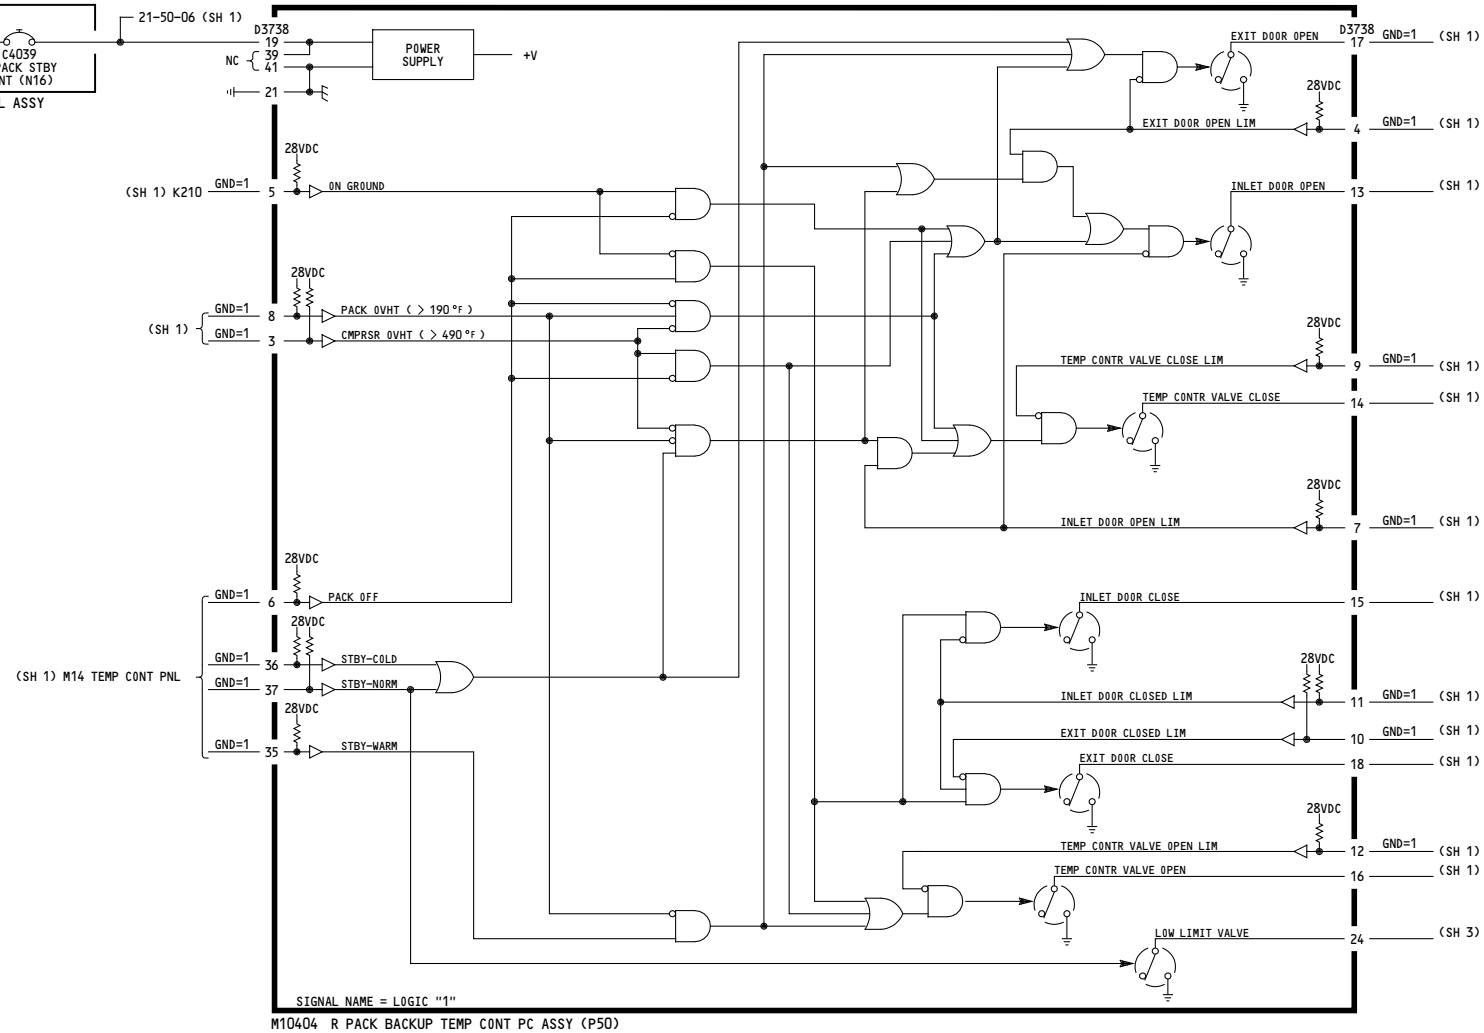 21-50-06 (SH 1)
C4039
PACK STBY
NT (N16)
L ASSY
D3738
19
39
41
NC
21
POWER
SUPPLY
+V
28VDC
(SH 1) K210
GND=1
5
ON GROUND
28VDC
(SH 1)
GND=1
8
PACK OVHT ( > 190 °F )
GND=1
3
CMPRSR OVHT ( > 490 °F )
28VDC
GND=1
6
PACK OFF
28VDC
(SH 1) M14 TEMP CONT PNL
GND=1
36
STBY-COLD
GND=1
37
STBY-NORM
28VDC
GND=1
35
STBY-WARM
D3738
EXIT DOOR OPEN
17
GND=1
(SH 1)
28VDC
EXIT DOOR OPEN LIM
4
GND=1
(SH 1)
INLET DOOR OPEN
13
(SH 1)
28VDC
TEMP CONTR VALVE CLOSE LIM
9
GND=1
(SH 1)
TEMP CONTR VALVE CLOSE
14
(SH 1)
28VDC
INLET DOOR OPEN LIM
7
GND=1
(SH 1)
INLET DOOR CLOSE
15
(SH 1)
28VDC
INLET DOOR CLOSED LIM
11
GND=1
(SH 1)
EXIT DOOR CLOSED LIM
10
GND=1
(SH 1)
EXIT DOOR CLOSE
18
(SH 1)
28VDC
TEMP CONTR VALVE OPEN LIM
12
GND=1
(SH 1)
TEMP CONTR VALVE OPEN
16
(SH 1)
LOW LIMIT VALVE
24
(SH 3)
SIGNAL NAME = LOGIC "1"
M10404 R PACK BACKUP TEMP CONT PC ASSY (P50)